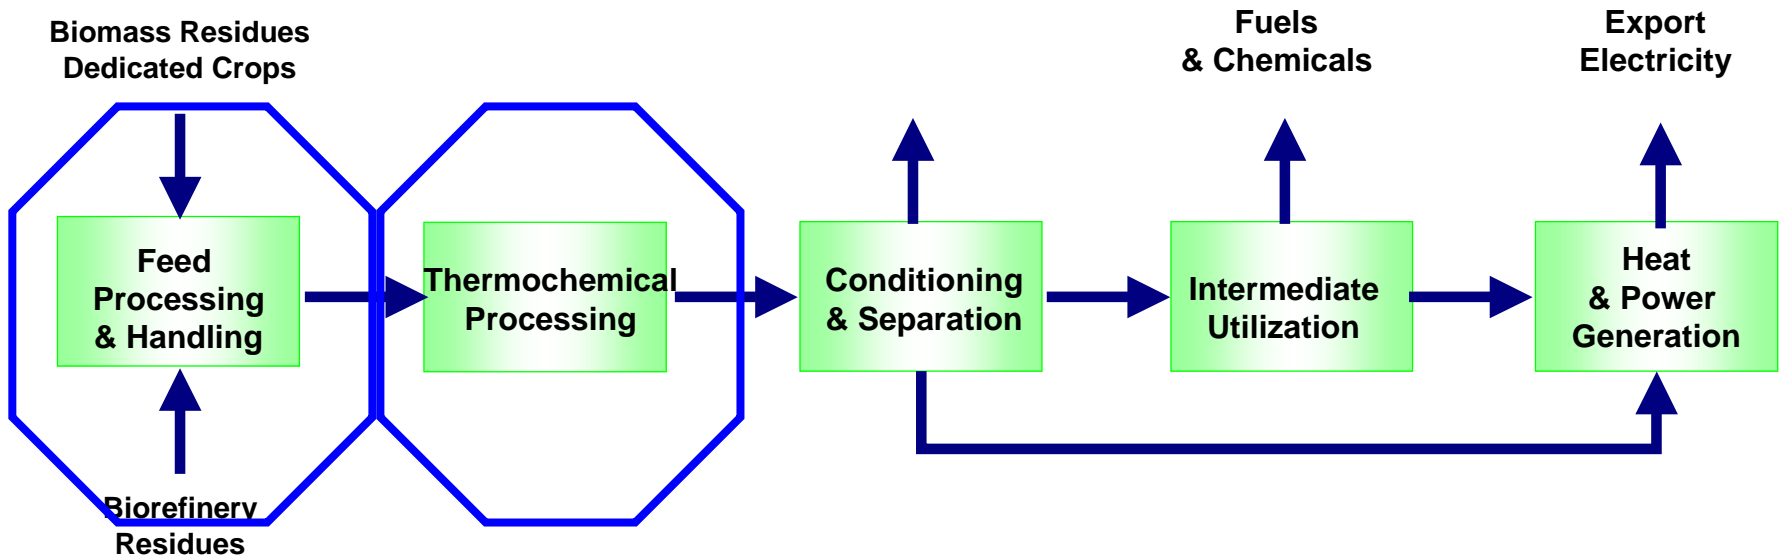 Biomass Residues
Dedicated Crops
Fuels
& Chemicals
Export
Electricity
Feed
Processing
& Handling
Thermochemical
Processing
Conditioning
& Separation
Intermediate
Utilization
Heat
& Power
Generation
Biorefinery
Residues